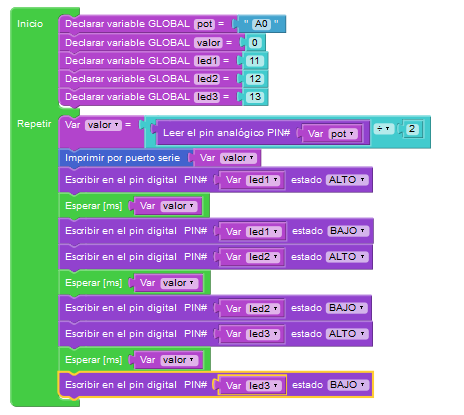 Inicio
Declarar variable GLOBAL pot = " A0 "
Declarar variable GLOBAL valor = 0
Declarar variable GLOBAL led1 = 11
Declarar variable GLOBAL led2 = 12
Declarar variable GLOBAL led3 = 13
Repetir Var valor = Leer el pin analógico PIN# Var pot ÷ 2
Imprimir por puerto serie Var valor
Escribir en el pin digital PIN# Var led1 estado ALTO
Esperar [ms] Var valor
Escribir en el pin digital PIN# Var led1 estado BAJO
Escribir en el pin digital PIN# Var led2 estado ALTO
Esperar [ms] Var valor
Escribir en el pin digital PIN# Var led2 estado BAJO
Escribir en el pin digital PIN# Var led3 estado ALTO
Esperar [ms] Var valor
Escribir en el pin digital PIN# Var led3 estado BAJO